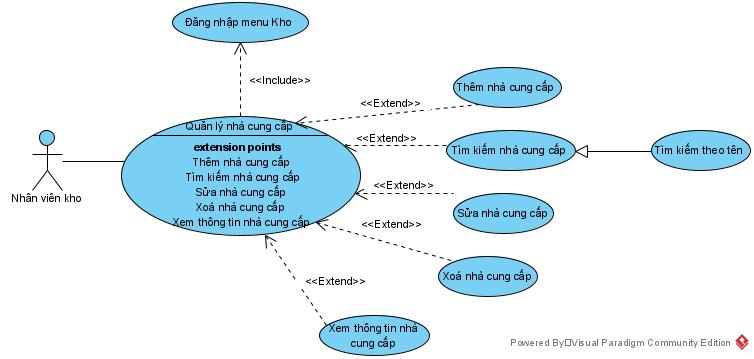 Đăng nhập menu Kho
<<Include>>
Thêm nhà cung cấp
<<Extend>>
Quản lý nhà cung cấp
extension points
Thêm nhà cung cấp
Tìm kiếm nhà cung cấp
Sửa nhà cung cấp
Xoá nhà cung cấp
Xem thông tin nhà cung cấp
<<Extend>>
Tìm kiếm nhà cung cấp
Tìm kiếm theo tên
Nhân viên kho
<<Extend>>
Sửa nhà cung cấp
<<Extend>>
Xoá nhà cung cấp
<<Extend>>
Xem thông tin nhà
cung cấp
Powered By Visual Paradigm Community Edition